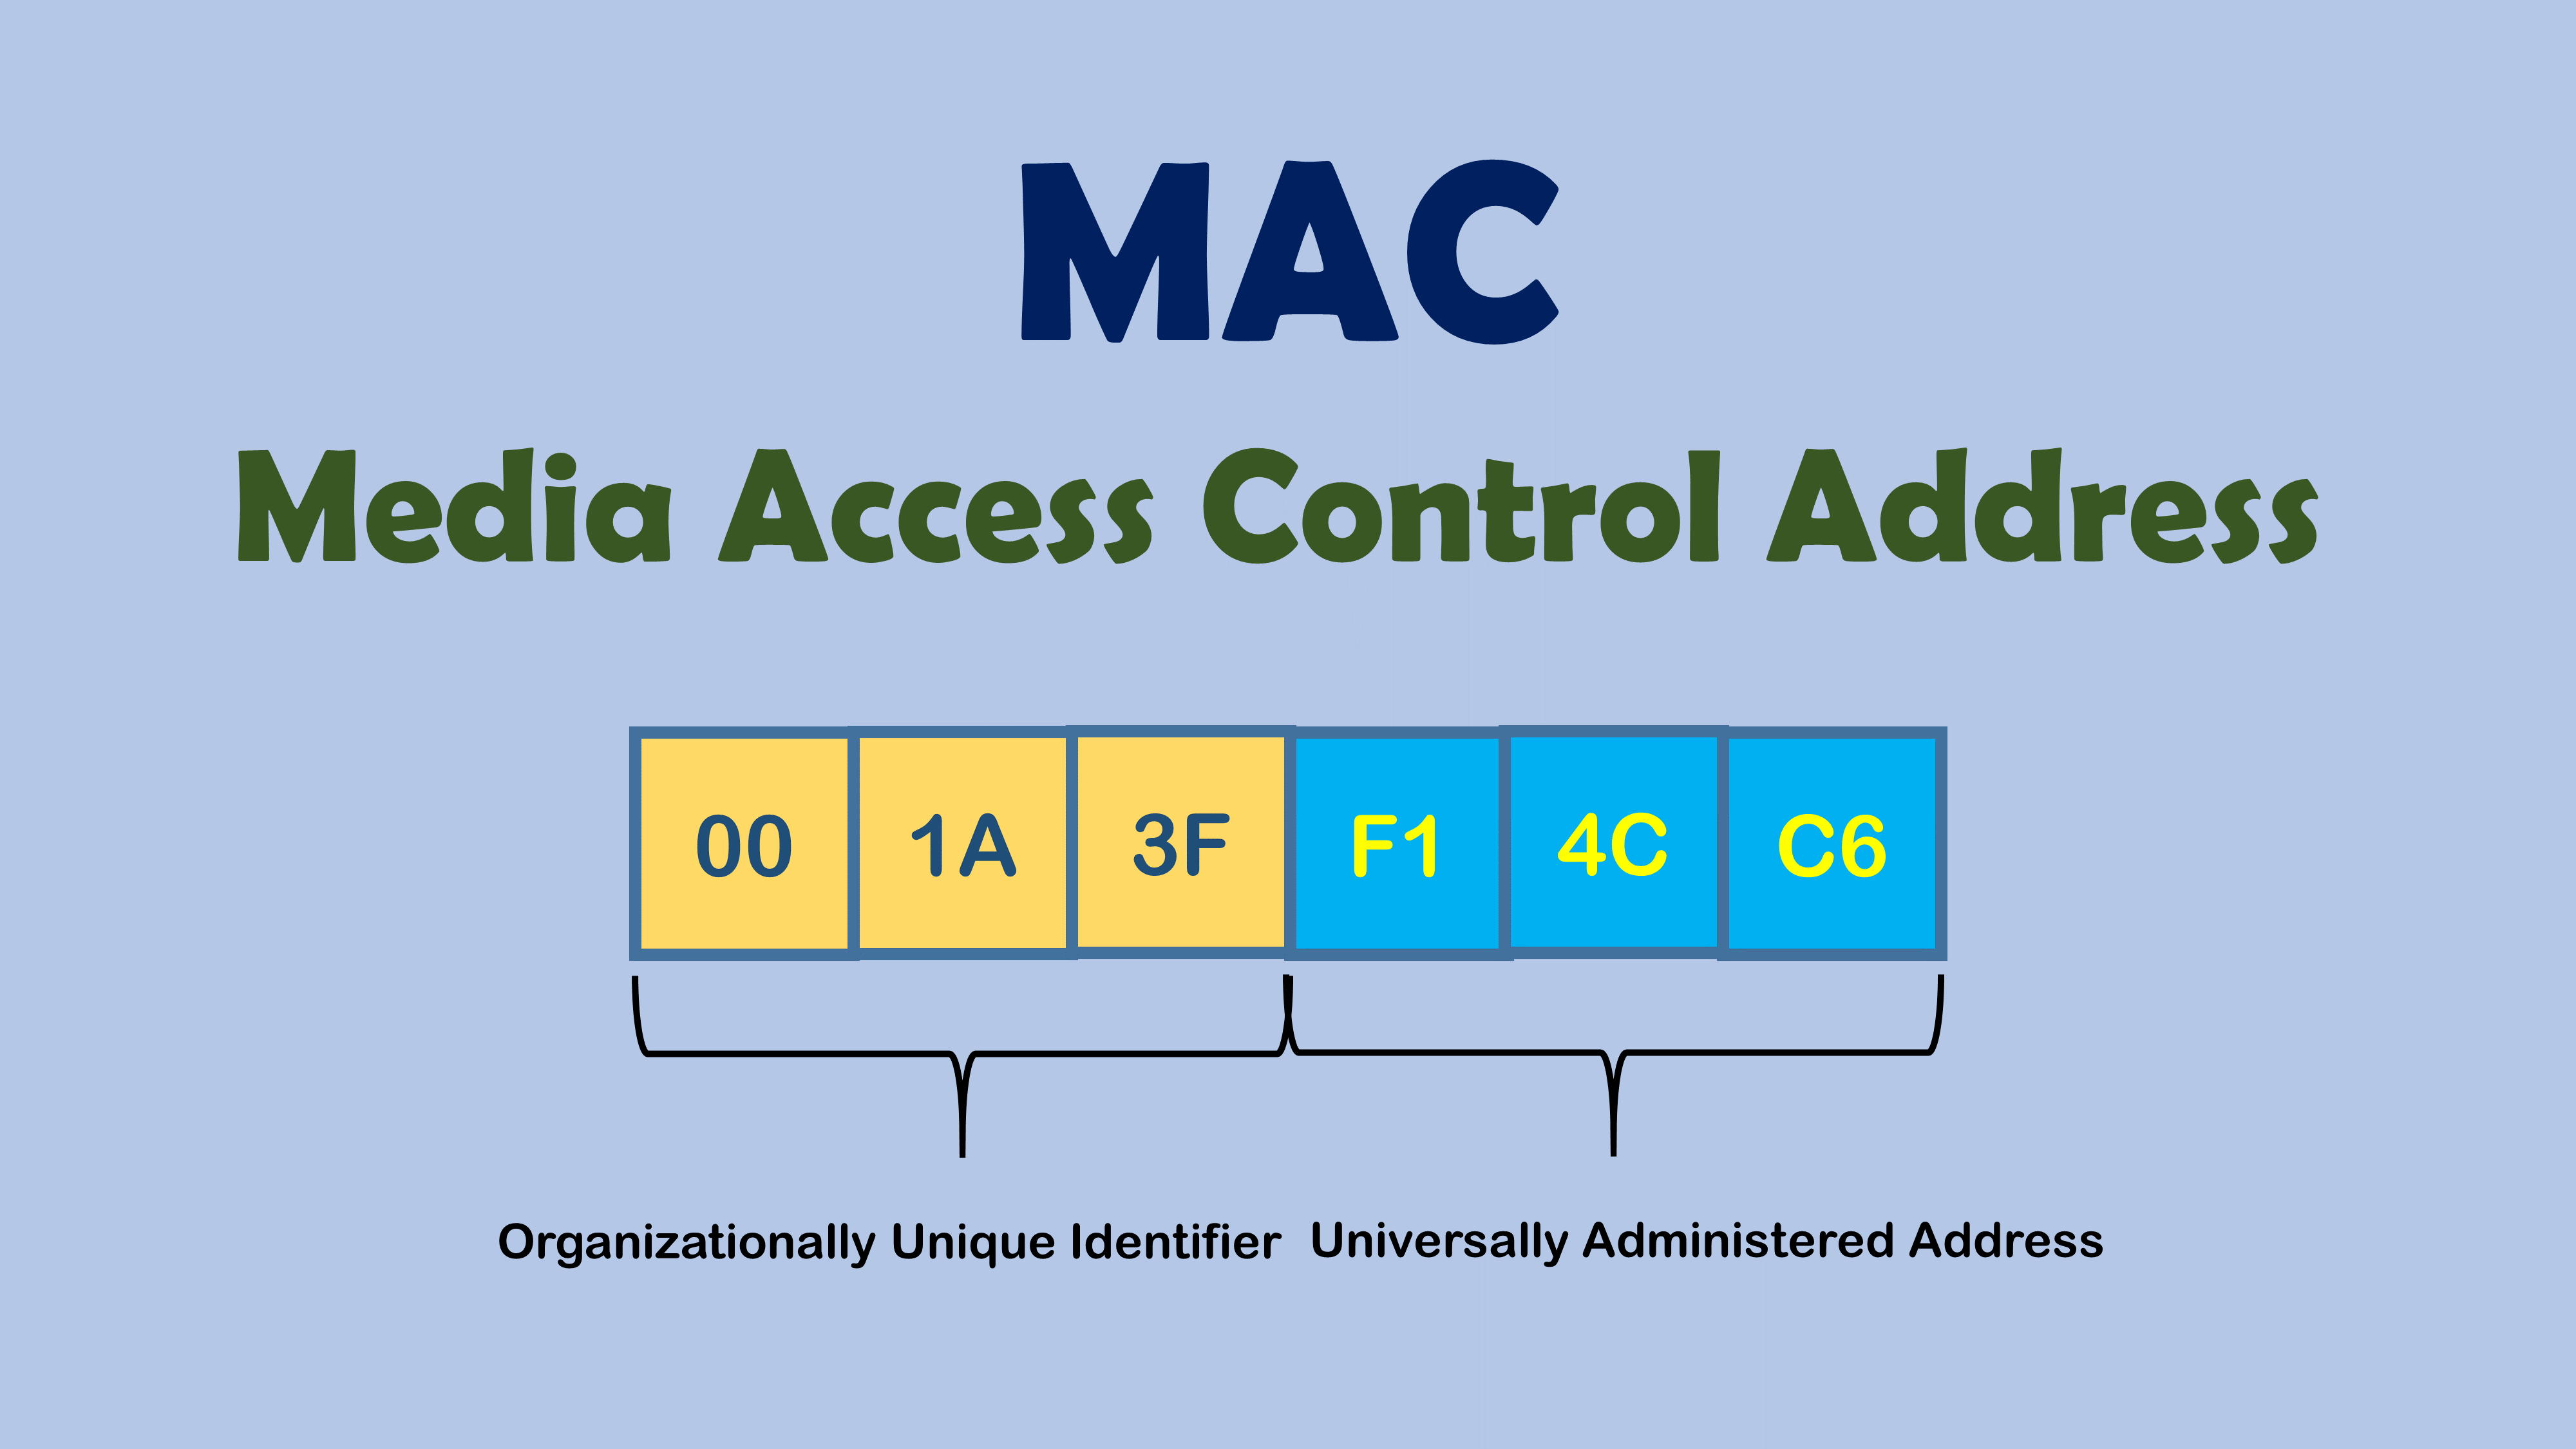 MAC
Media Access Control Address
00 1A 3F F1 4C C6
Organizationally Unique Identifier Universally Administered Address